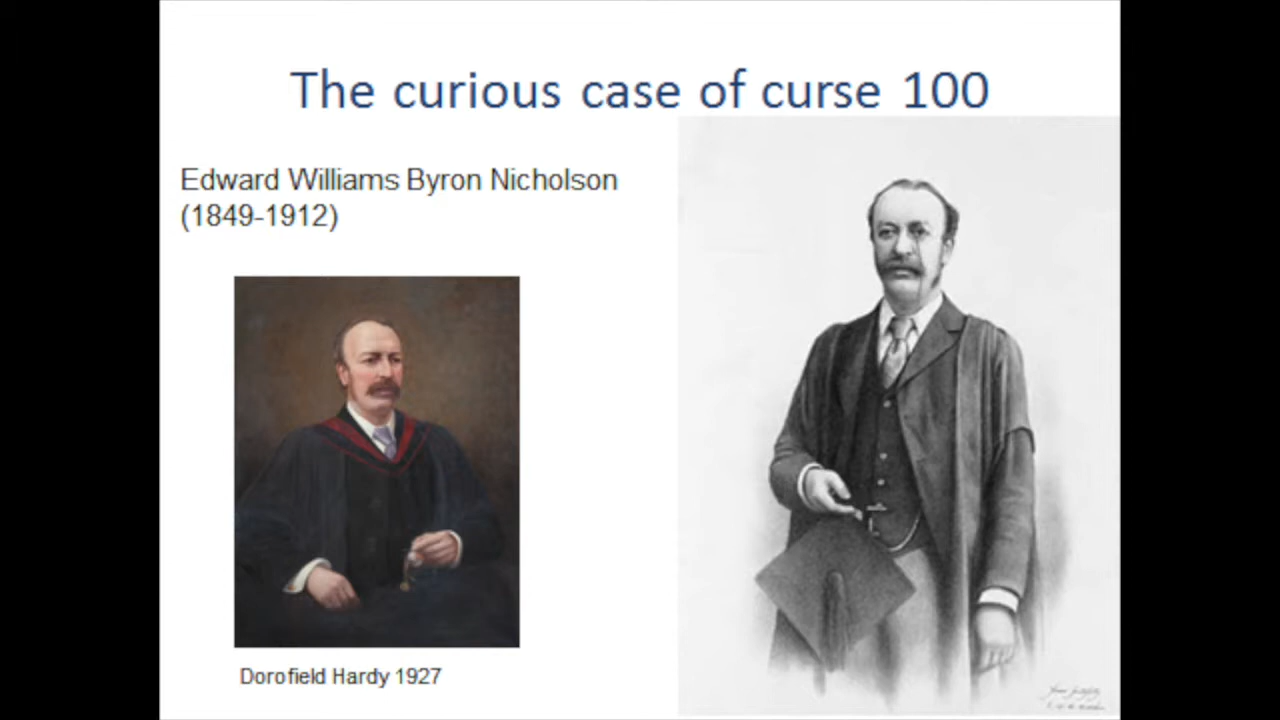 The curious case of curse 100
Edward Williams Byron Nicholson
(1849-1912)
Dorofield Hardy 1927